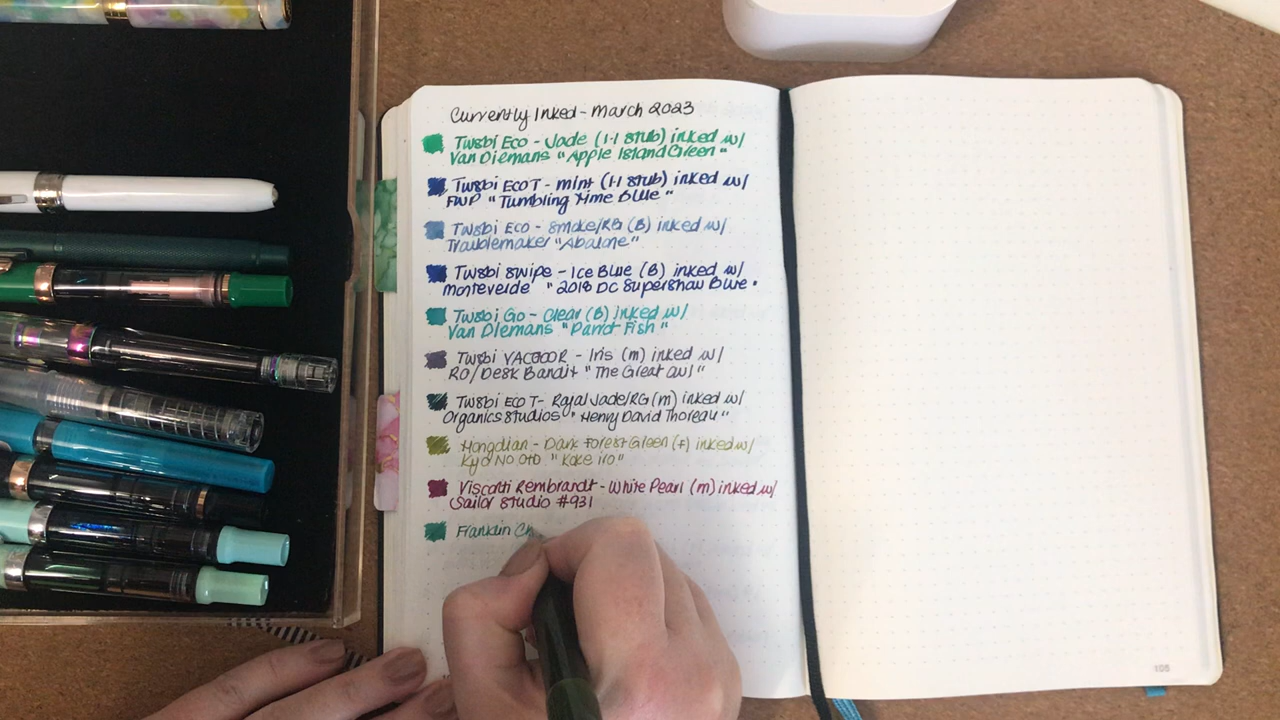 Currently Inked - March 2023
Twsbi Eco - Jade (1.1 stub) inked w/
Van Diemans "Apple Island Green"
Twsbi ECO T - mint (1.1 stub) inked w/
FWP "Tumbling Time Blue"
Twsbi Eco - Smoke/RG (B) inked w/
Troublemaker "Abalone"
Twsbi Swipe - Ice Blue (B) inked w/
monteverde "2018 DC Supershow Blue"
Twsbi Go - Clear (B) inked w/
Van Diemans "Parrot Fish"
Twsbi VAC700R - Iris (m) inked w/
RO/Desk Bandit "The Great Owl"
Twsbi ECO T - Royal Jade/RG (m) inked w/
Organics Studios "Henry David Thoreau"
Hongdian - Dark Forest Green (F) inked w/
Kyo No Oto "Koke iro"
Visconti Rembrandt - White Pearl (m) inked w/
Sailor Studio #931
Franklin Ch
105